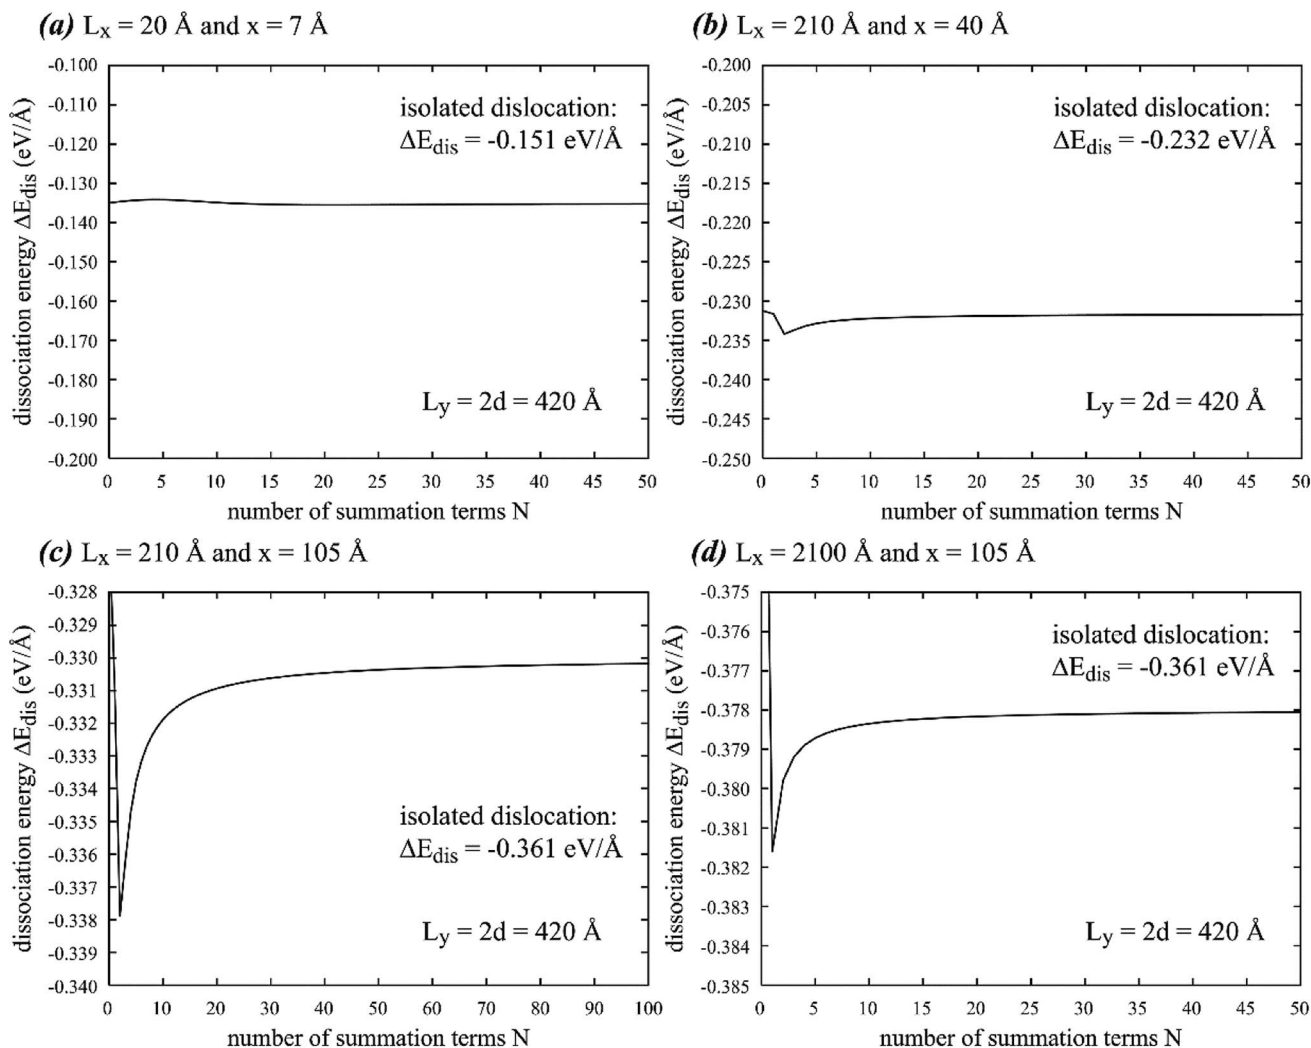 (a) Lx = 20 Å and x = 7 Å
dissociation energy ΔEdis (eV/Å)
-0.100
-0.110
-0.120
-0.130
-0.140
-0.150
-0.160
-0.170
-0.180
-0.190
-0.200
isolated dislocation:
ΔEdis = -0.151 eV/Å
Ly = 2d = 420 Å
0 5 10 15 20 25 30 35 40 45 50
number of summation terms N
(b) Lx = 210 Å and x = 40 Å
dissociation energy ΔEdis (eV/Å)
-0.200
-0.205
-0.210
-0.215
-0.220
-0.225
-0.230
-0.235
-0.240
-0.245
-0.250
isolated dislocation:
ΔEdis = -0.232 eV/Å
Ly = 2d = 420 Å
0 5 10 15 20 25 30 35 40 45 50
number of summation terms N
(c) Lx = 210 Å and x = 105 Å
dissociation energy ΔEdis (eV/Å)
-0.328
-0.329
-0.330
-0.331
-0.332
-0.333
-0.334
-0.335
-0.336
-0.337
-0.338
-0.339
-0.340
isolated dislocation:
ΔEdis = -0.361 eV/Å
Ly = 2d = 420 Å
0 10 20 30 40 50 60 70 80 90 100
number of summation terms N
(d) Lx = 2100 Å and x = 105 Å
dissociation energy ΔEdis (eV/Å)
-0.375
-0.376
-0.377
-0.378
-0.379
-0.380
-0.381
-0.382
-0.383
-0.384
-0.385
isolated dislocation:
ΔEdis = -0.361 eV/Å
Ly = 2d = 420 Å
0 5 10 15 20 25 30 35 40 45 50
number of summation terms N